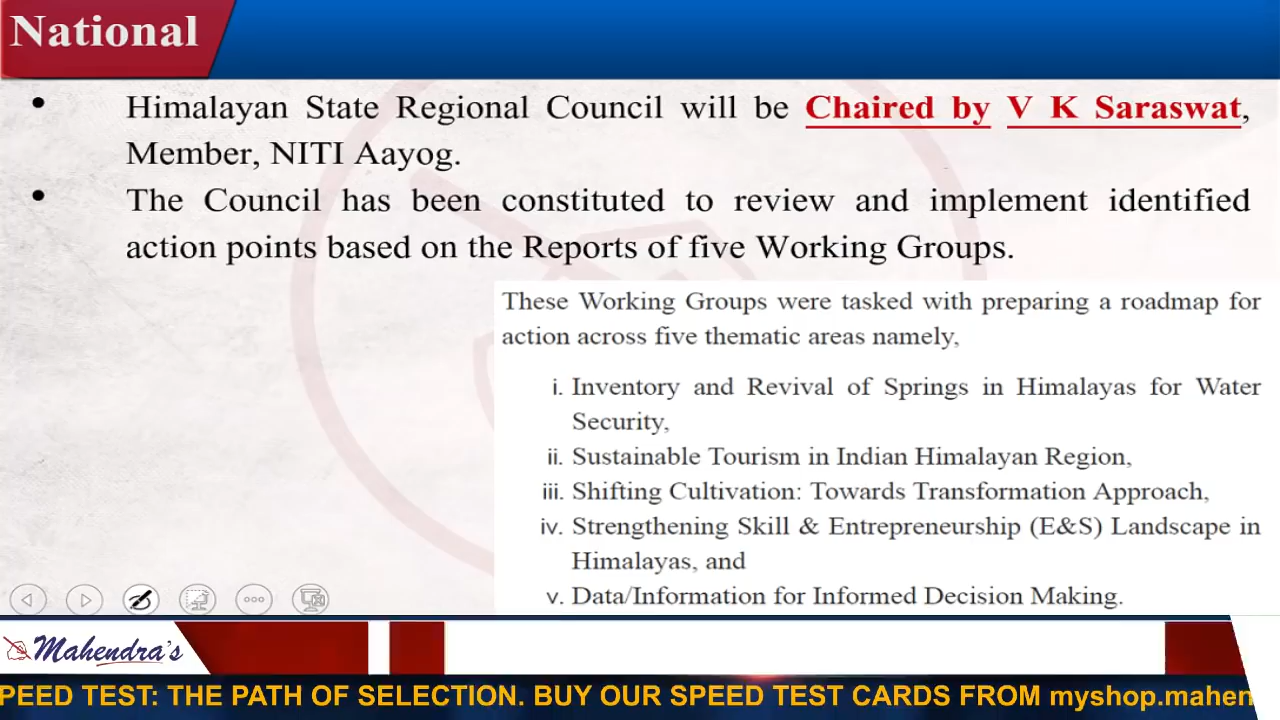 National
• Himalayan State Regional Council will be Chaired by V K Saraswat,
Member, NITI Aayog.
• The Council has been constituted to review and implement identified
action points based on the Reports of five Working Groups.
These Working Groups were tasked with preparing a roadmap for
action across five thematic areas namely,
i. Inventory and Revival of Springs in Himalayas for Water
Security,
ii. Sustainable Tourism in Indian Himalayan Region,
iii. Shifting Cultivation: Towards Transformation Approach,
iv. Strengthening Skill & Entrepreneurship (E&S) Landscape in
Himalayas, and
v. Data/Information for Informed Decision Making.
Mahendra's
PEED TEST: THE PATH OF SELECTION. BUY OUR SPEED TEST CARDS FROM myshop.mahen